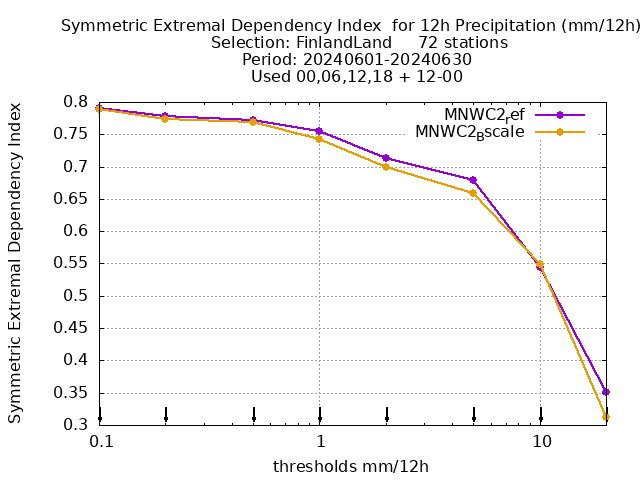 Symmetric Extremal Dependency Index  for 12h Precipitation (mm/12h)
Selection: FinlandLand     72 stations
Period: 20240601-20240630
Used 00,06,12,18 + 12-00
MNWC2ref
MNWC2Bscale
Symmetric Extremal Dependency Index
0.8
0.75
0.7
0.65
0.6
0.55
0.5
0.45
0.4
0.35
0.3
0.1 1 10
thresholds mm/12h